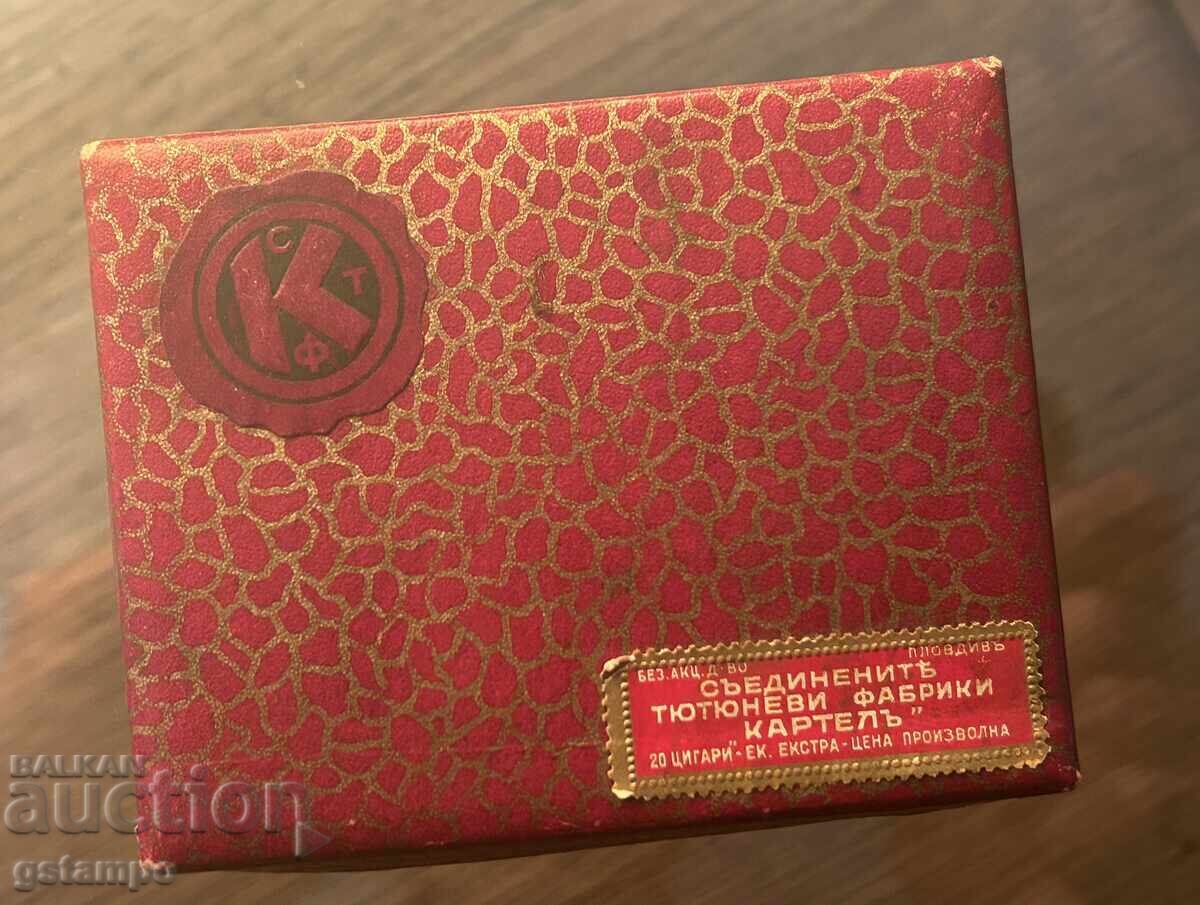 С
К
Т
Ф
БЕЗ. АКЦ. Д-ВО ПЛОВДИВЪ
СЪЕДИНЕНИТѢ
ТЮТЮНЕВИ ФАБРИКИ
КАРТЕЛЪ"
20 ЦИГАРИ"- ЕК. ЕКСТРА - ЦЕНА ПРОИЗВОЛНА
BALKAN
auction
gstampo